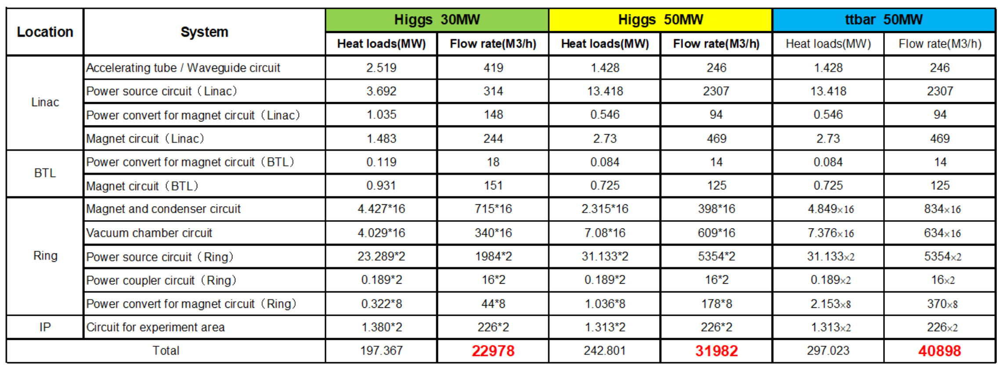 Location System Higgs 30MW Higgs 50MW ttbar 50MW
Heat loads(MW) Flow rate(M3/h) Heat loads(MW) Flow rate(M3/h) Heat loads(MW) Flow rate(M3/h)
Linac
Accelerating tube / Waveguide circuit 2.519 419 1.428 246 1.428 246
Power source circuit（Linac） 3.692 314 13.418 2307 13.418 2307
Power convert for magnet circuit（Linac） 1.035 148 0.546 94 0.546 94
Magnet circuit（Linac） 1.483 244 2.73 469 2.73 469
BTL
Power convert for magnet circuit（BTL） 0.119 18 0.084 14 0.084 14
Magnet circuit（BTL） 0.931 151 0.725 125 0.725 125
Ring
Magnet and condenser circuit 4.427*16 715*16 2.315*16 398*16 4.849×16 834×16
Vacuum chamber circuit 4.029*16 340*16 7.08*16 609*16 7.376×16 634×16
Power source circuit（Ring） 23.289*2 1984*2 31.133*2 5354*2 31.133×2 5354×2
Power coupler circuit（Ring） 0.189*2 16*2 0.189*2 16*2 0.189×2 16×2
Power convert for magnet circuit（Ring） 0.322*8 44*8 1.036*8 178*8 2.153×8 370×8
IP Circuit for experiment area 1.380*2 226*2 1.313*2 226*2 1.313×2 226×2
Total 197.367 22978 242.801 31982 297.023 40898